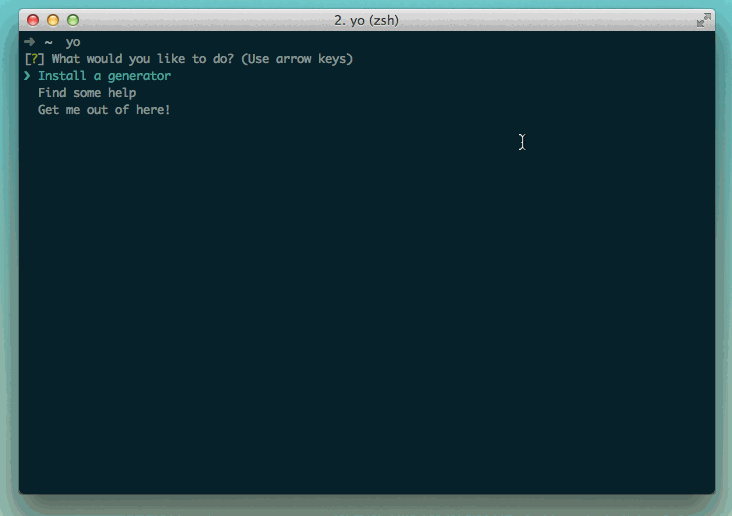 2. yo (zsh)
➜ ~ yo
[?] What would you like to do? (Use arrow keys)
❯ Install a generator
Find some help
Get me out of here!